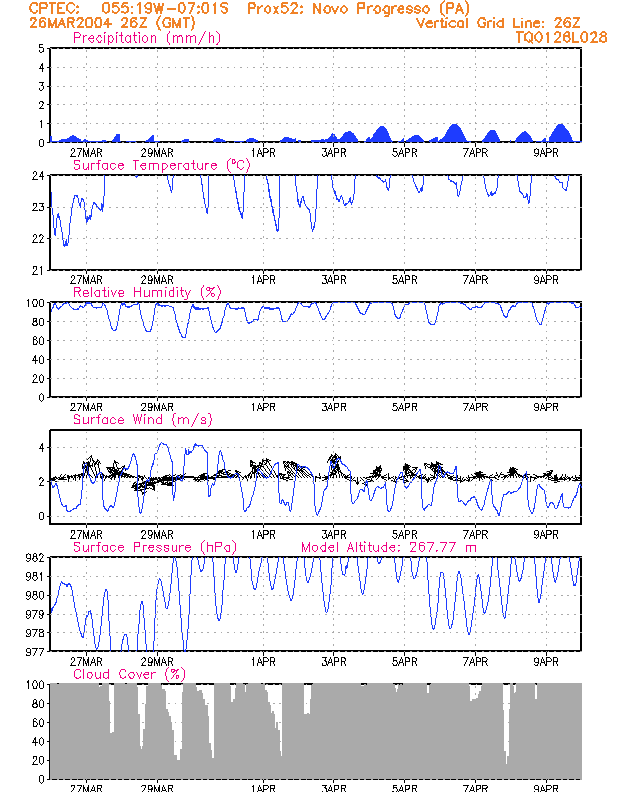 CPTEC: 055:19W-07:01S Prox52: Novo Progresso (PA)
26MAR2004 26Z (GMT) Vertical Grid Line: 26Z
Precipitation (mm/h) TQ0126L028
5
4
3
2
1
0
27MAR 29MAR 1APR 3APR 5APR 7APR 9APR
Surface Temperature (ºC)
24
23
22
21
27MAR 29MAR 1APR 3APR 5APR 7APR 9APR
Relative Humidity (%)
100
80
60
40
20
0
27MAR 29MAR 1APR 3APR 5APR 7APR 9APR
Surface Wind (m/s)
4
2
0
27MAR 29MAR 1APR 3APR 5APR 7APR 9APR
Surface Pressure (hPa) Model Altitude: 267.77 m
982
981
980
979
978
977
27MAR 29MAR 1APR 3APR 5APR 7APR 9APR
Cloud Cover (%)
100
80
60
40
20
0
27MAR 29MAR 1APR 3APR 5APR 7APR 9APR